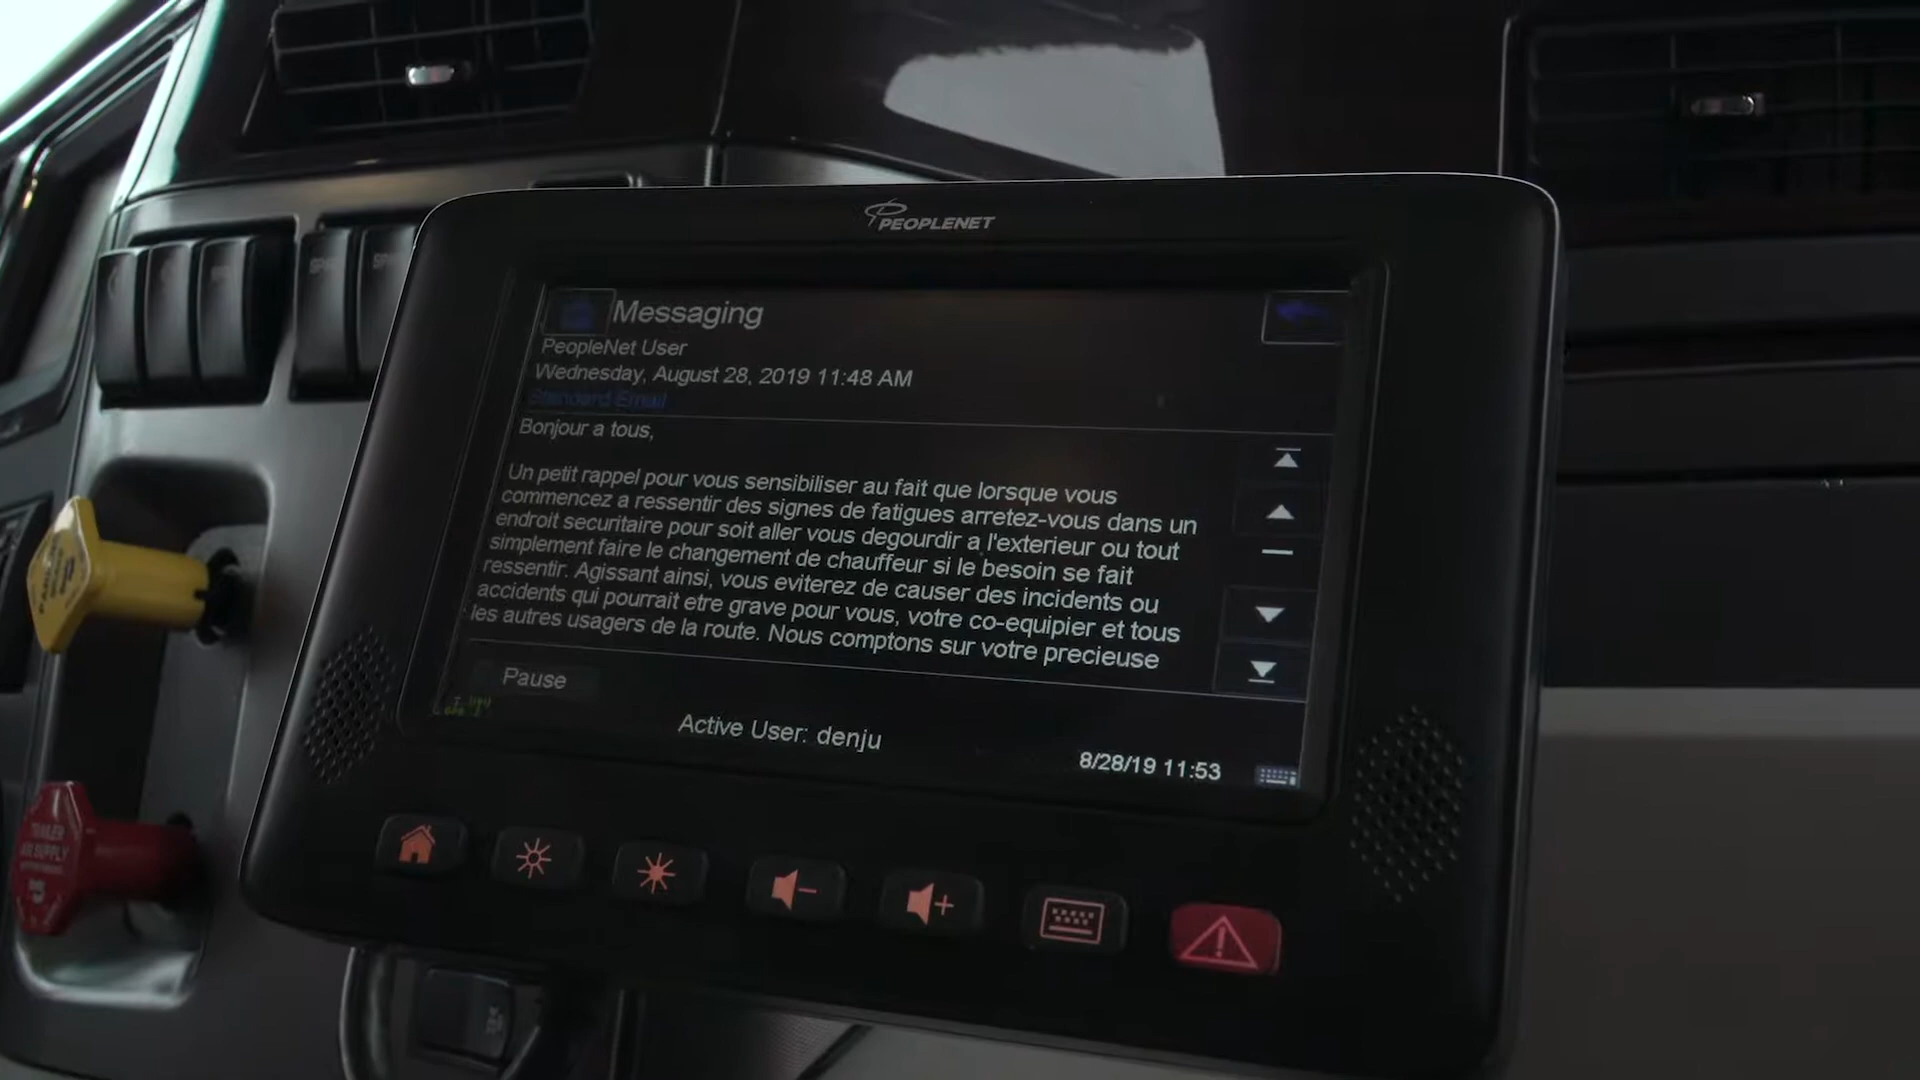 PEOPLENET
Messaging
PeopleNet User
Wednesday, August 28, 2019 11:48 AM
Standard Email
Bonjour a tous,
Un petit rappel pour vous sensibiliser au fait que lorsque vous
commencez a ressentir des signes de fatigues arretez-vous dans un
endroit securitaire pour soit aller vous degourdir a l'exterieur ou tout
simplement faire le changement de chauffeur si le besoin se fait
ressentir. Agissant ainsi, vous eviterez de causer des incidents ou
accidents qui pourrait etre grave pour vous, votre co-equipier et tous
les autres usagers de la route. Nous comptons sur votre precieuse
Pause
Active User: denju
8/28/19 11:53
TRAILER
AIR SUPPLY